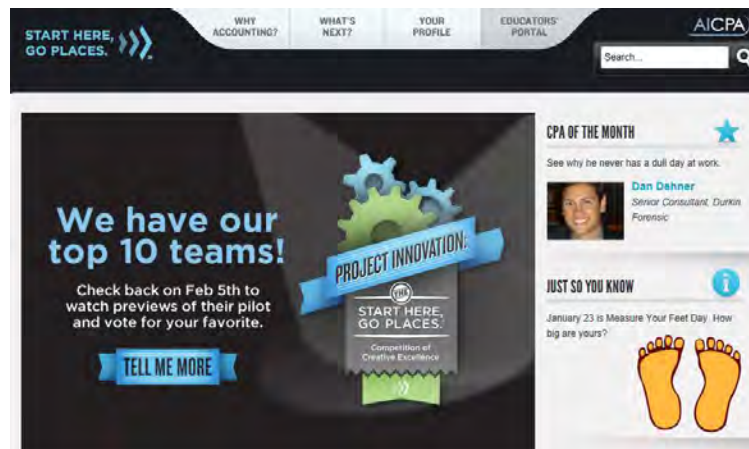 START HERE,
GO PLACES.
WHY
ACCOUNTING?
WHAT'S
NEXT?
YOUR
PROFILE
EDUCATORS'
PORTAL
AICPA
Search...
We have our
top 10 teams!
Check back on Feb 5th to
watch previews of their pilot
and vote for your favorite.
TELL ME MORE
PROJECT INNOVATION:
THE
START HERE,
GO PLACES.
Competition of
Creative Excellence
CPA OF THE MONTH
See why he never has a dull day at work.
Dan Dahner
Senior Consultant, Durkin
Forensic
JUST SO YOU KNOW
January 23 is Measure Your Feet Day. How
big are yours?